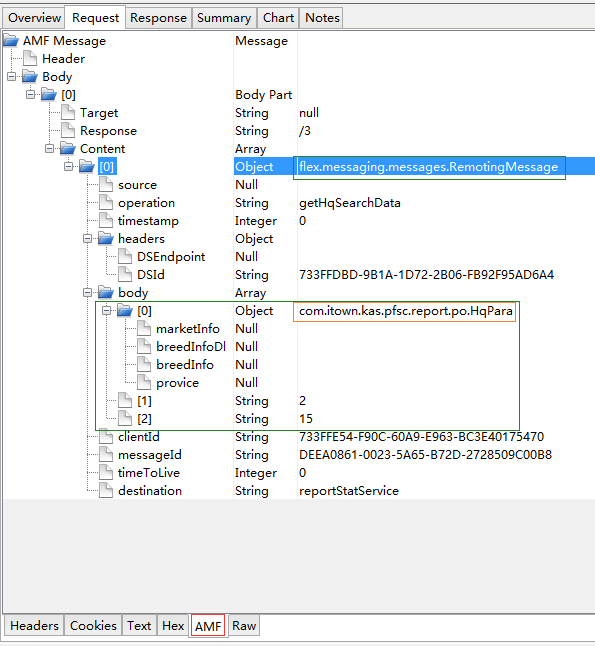 Overview Request Response Summary Chart Notes
AMF Message Message
Header
Body
[0] Body Part
Target String null
Response String /3
Content Array
[0] Object flex.messaging.messages.RemotingMessage
source Null
operation String getHqSearchData
timestamp Integer 0
headers Object
DSEndpoint Null
DSId String 733FFDBD-9B1A-1D72-2B06-FB92F95AD6A4
body Array
[0] Object com.itown.kas.pfsc.report.po.HqPara
marketInfo Null
breedInfoDl Null
breedInfo Null
provice Null
[1] String 2
[2] String 15
clientId String 733FFE54-F90C-60A9-E963-BC3E40175470
messageId String DEEA0861-0023-5A65-B72D-2728509C00B8
timeToLive Integer 0
destination String reportStatService
Headers Cookies Text Hex AMF Raw